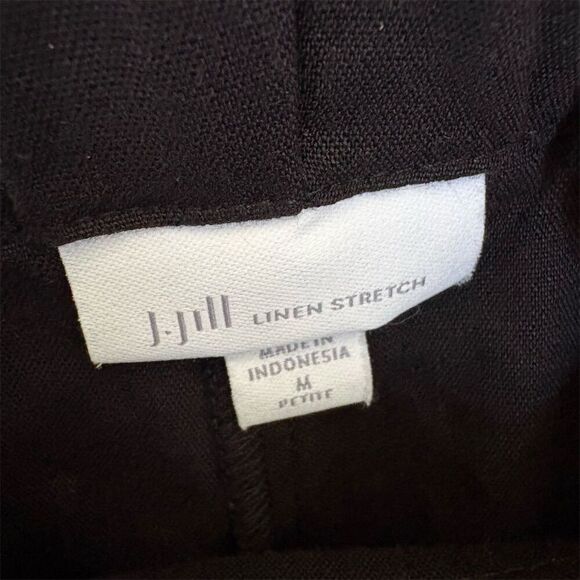 J.Jill LINEN STRETCH
MADE IN
INDONESIA
M
PETITE